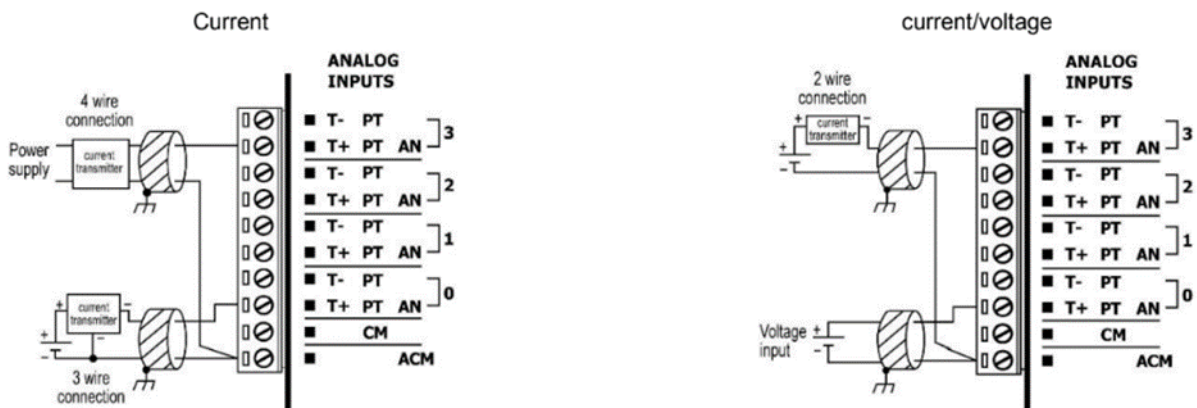 Current
ANALOG
INPUTS
4 wire
connection
Power
supply
current
transmitter
T- PT
T+ PT AN
3
T- PT
T+ PT AN
2
T- PT
T+ PT AN
1
T- PT
T+ PT AN
0
CM
ACM
+ -
current
transmitter
-
+
-
3 wire
connection
current/voltage
ANALOG
INPUTS
2 wire
connection
+ -
current
transmitter
+
-
T- PT
T+ PT AN
3
T- PT
T+ PT AN
2
T- PT
T+ PT AN
1
T- PT
T+ PT AN
0
CM
ACM
Voltage
input
+
-